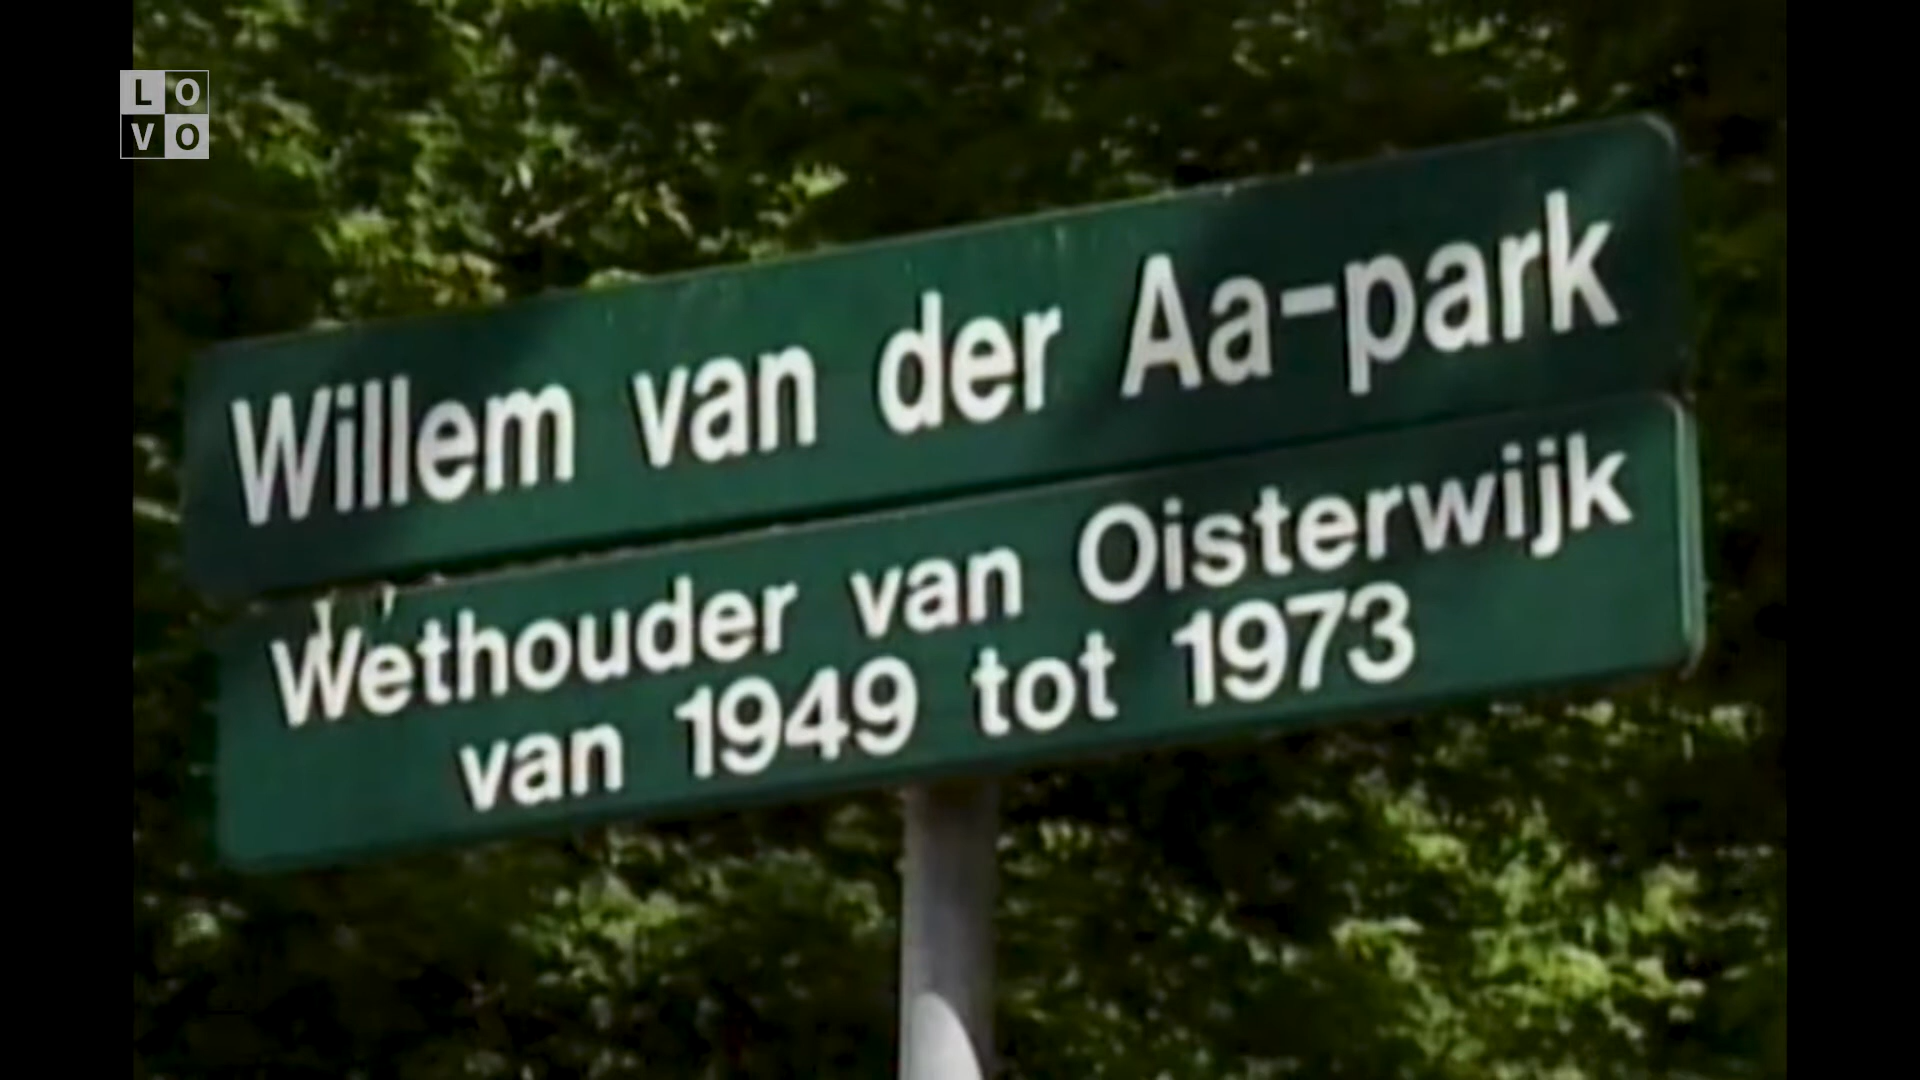 LO
VO
Willem van der Aa-park
Wethouder van Oisterwijk
van 1949 tot 1973